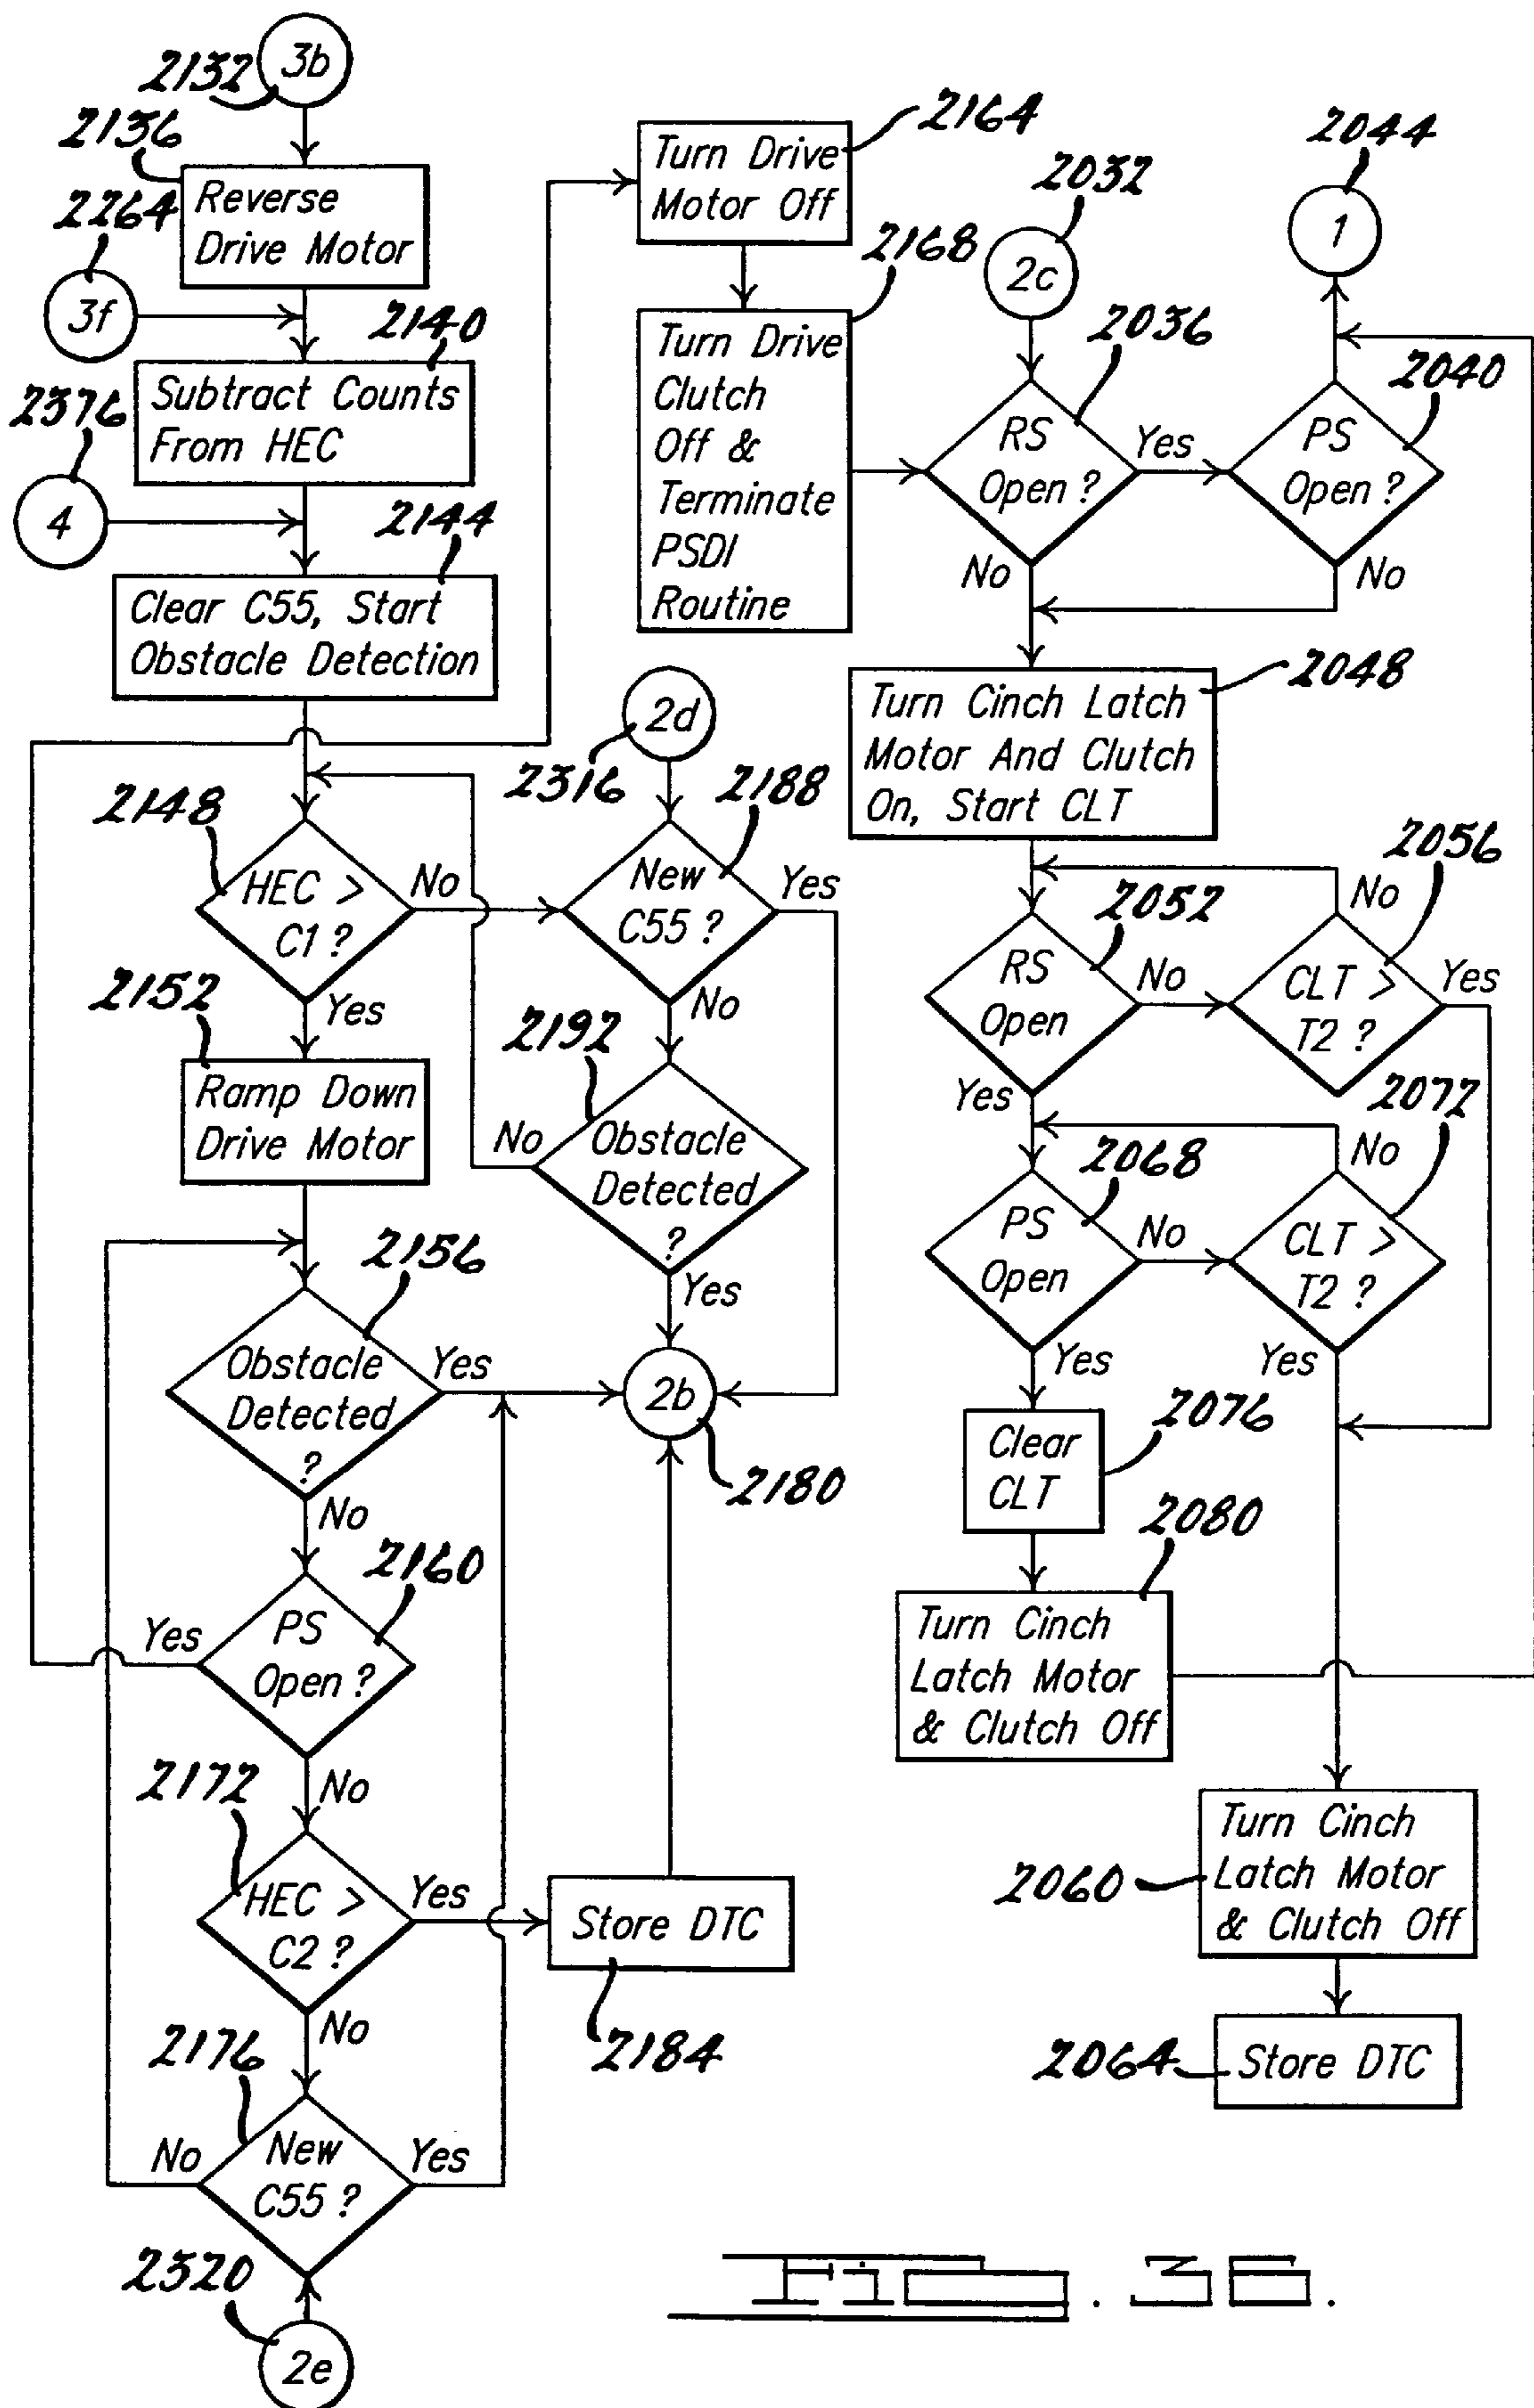 3b
2132
2136
Reverse
Drive Motor
2264
3f
2140
Subtract Counts
From HEC
2376
4
2144
Clear C55, Start
Obstacle Detection
2148
HEC >
C1 ?
No
Yes
2152
Ramp Down
Drive Motor
2156
Obstacle
Detected
?
Yes
No
2160
PS
Open ?
Yes
No
2172
HEC >
C2 ?
Yes
No
2176
New
C55 ?
No
Yes
2320
2e
Turn Drive
Motor Off
2164
2168
Turn Drive
Clutch
Off &
Terminate
PSDI
Routine
2d
2316
2188
New
C55 ?
Yes
No
2192
Obstacle
Detected
?
No
Yes
2b
2180
Store DTC
2184
2032
2c
2036
RS
Open ?
Yes
No
2044
1
2040
PS
Open ?
No
2048
Turn Cinch Latch
Motor And Clutch
On, Start CLT
2052
RS
Open
No
Yes
2056
No
CLT >
T2 ?
Yes
2068
PS
Open
No
Yes
2072
No
CLT >
T2 ?
Yes
2076
Clear
CLT
2080
Turn Cinch
Latch Motor
& Clutch Off
Turn Cinch
2060
Latch Motor
& Clutch Off
2064
Store DTC